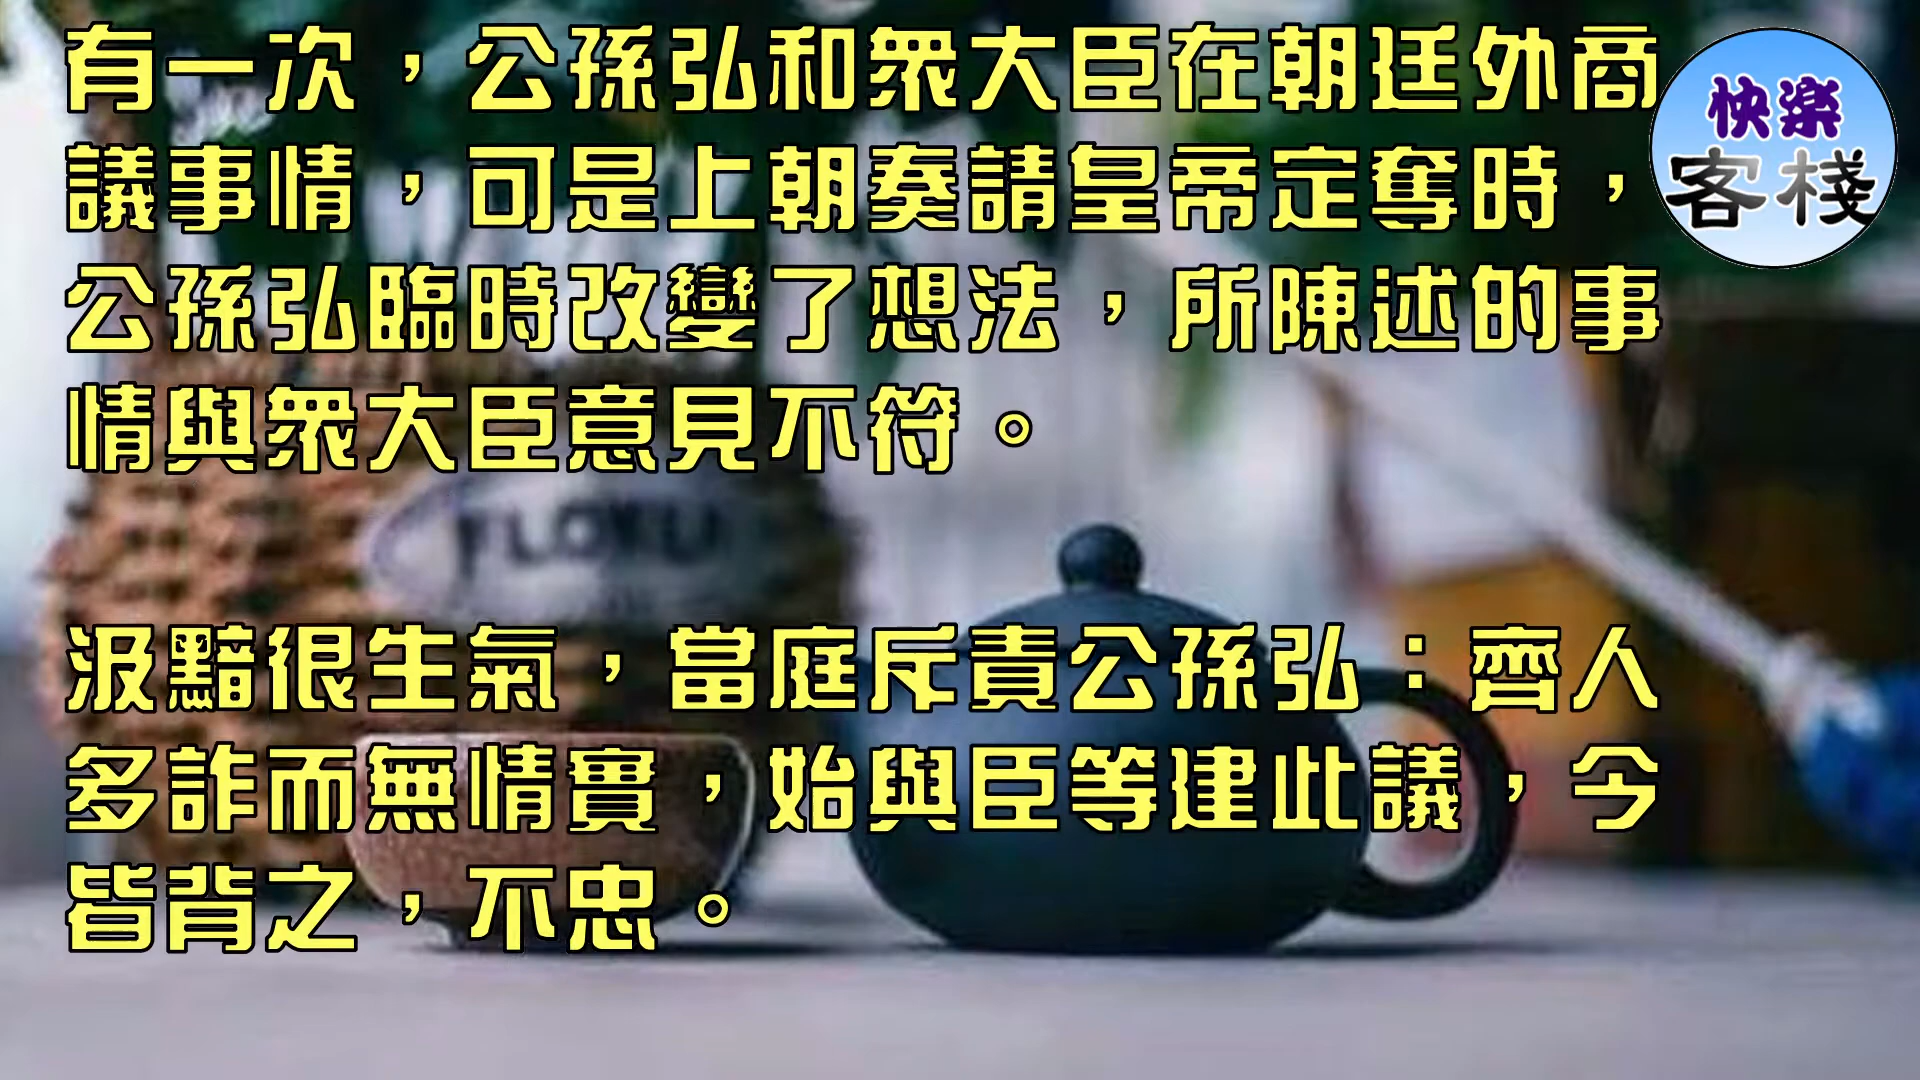 有一次，公孫弘和眾大臣在朝廷外商
議事情，可是上朝奏請皇帝定奪時，
公孫弘臨時改變了想法，所陳述的事
情與眾大臣意見不符。
汲黯很生氣，當庭斥責公孫弘：齊人
多詐而無情實，始與臣等建此議，今
皆背之，不忠。
快樂
客棧